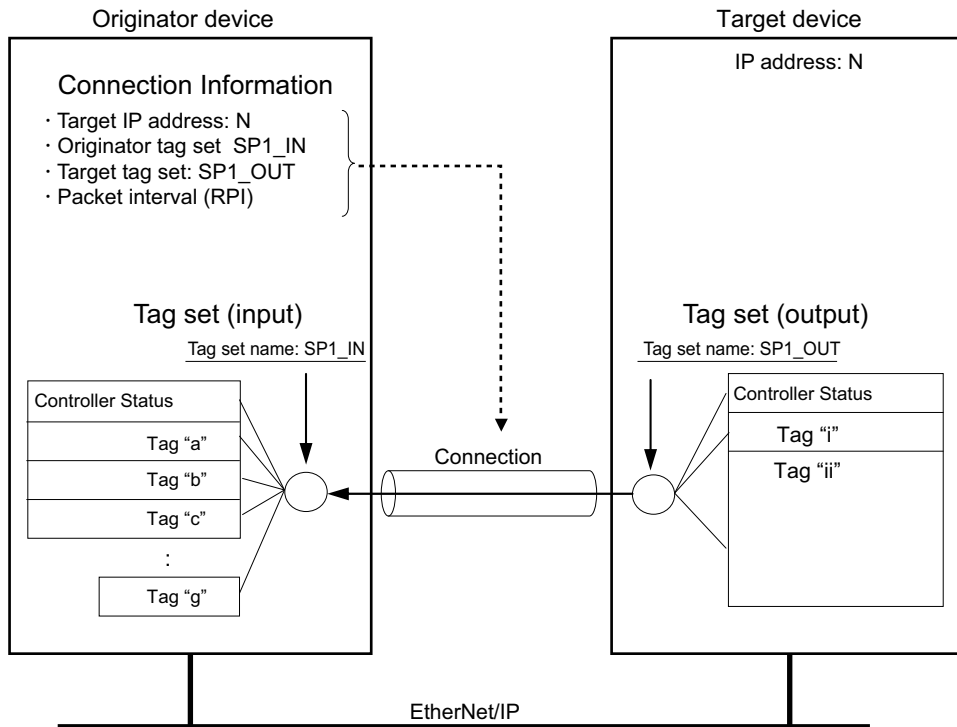 Originator device
Target device
IP address: N
Connection Information
· Target IP address: N
· Originator tag set  SP1_IN
· Target tag set: SP1_OUT
· Packet interval (RPI)
Tag set (input)
Tag set name: SP1_IN
Tag set (output)
Tag set name: SP1_OUT
Controller Status
Tag “a”
Tag “b”
Tag “c”
:
Tag “g”
Connection
Controller Status
Tag “i”
Tag “ii”
EtherNet/IP